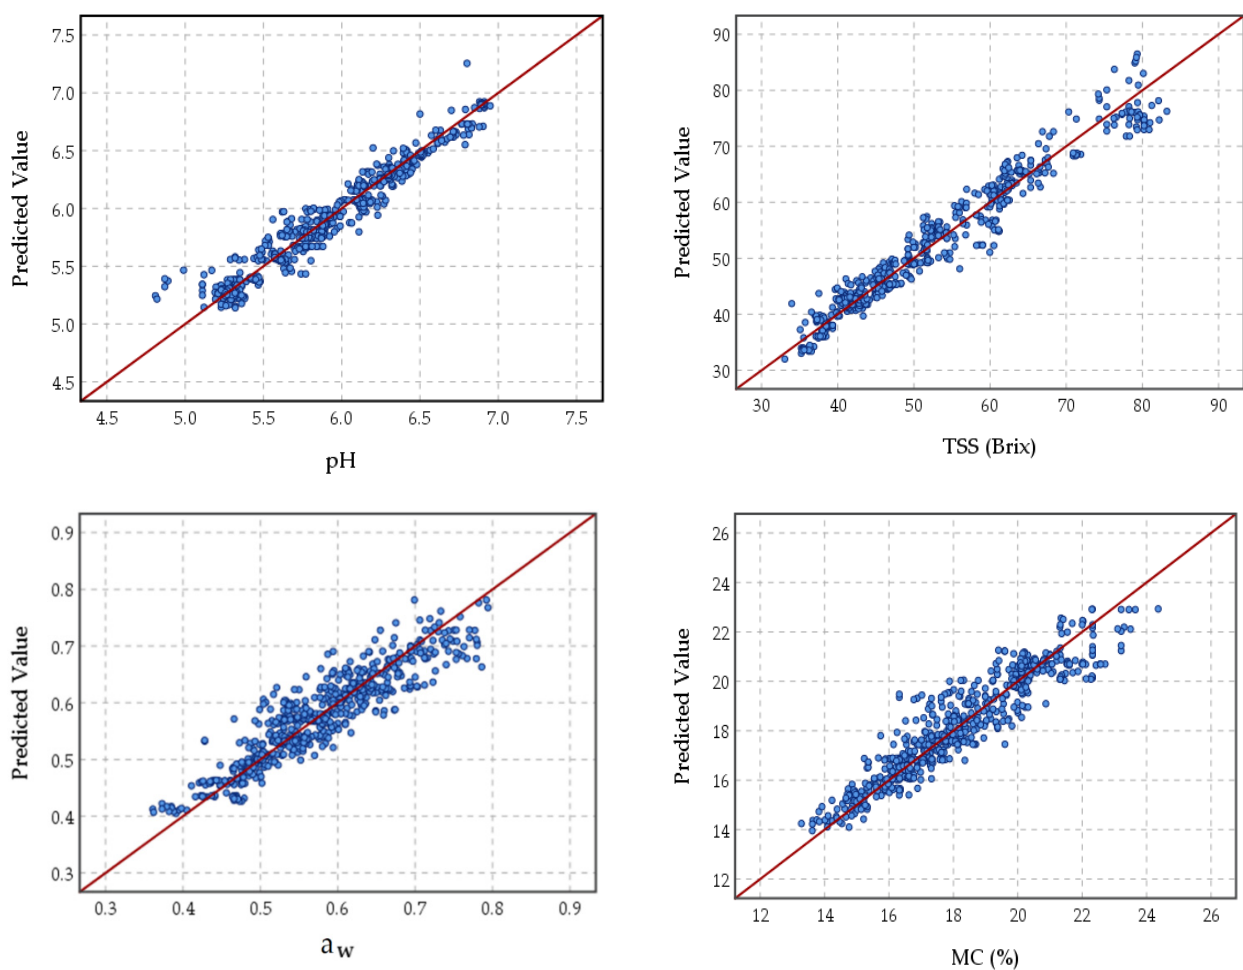 7.5
7.0
6.5
6.0
5.5
5.0
4.5
Predicted Value
4.5 5.0 5.5 6.0 6.5 7.0 7.5
pH
90
80
70
60
50
40
30
Predicted Value
30 40 50 60 70 80 90
TSS (Brix)
0.9
0.8
0.7
0.6
0.5
0.4
0.3
Predicted Value
0.3 0.4 0.5 0.6 0.7 0.8 0.9
a w
26
24
22
20
18
16
14
12
Predicted Value
12 14 16 18 20 22 24 26
MC (%)